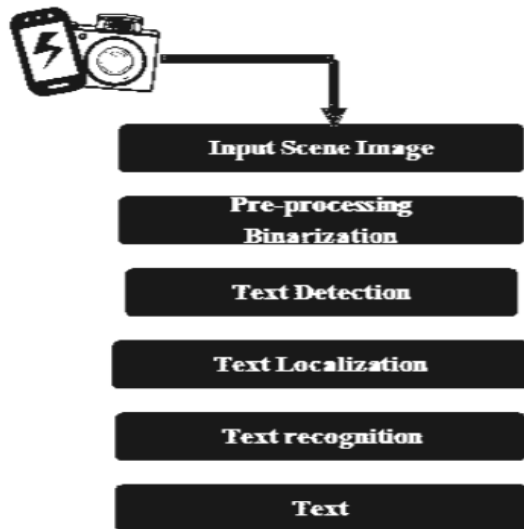 Input Scene Image
Pre-processing
Binarization
Text Detection
Text Localization
Text recognition
Text